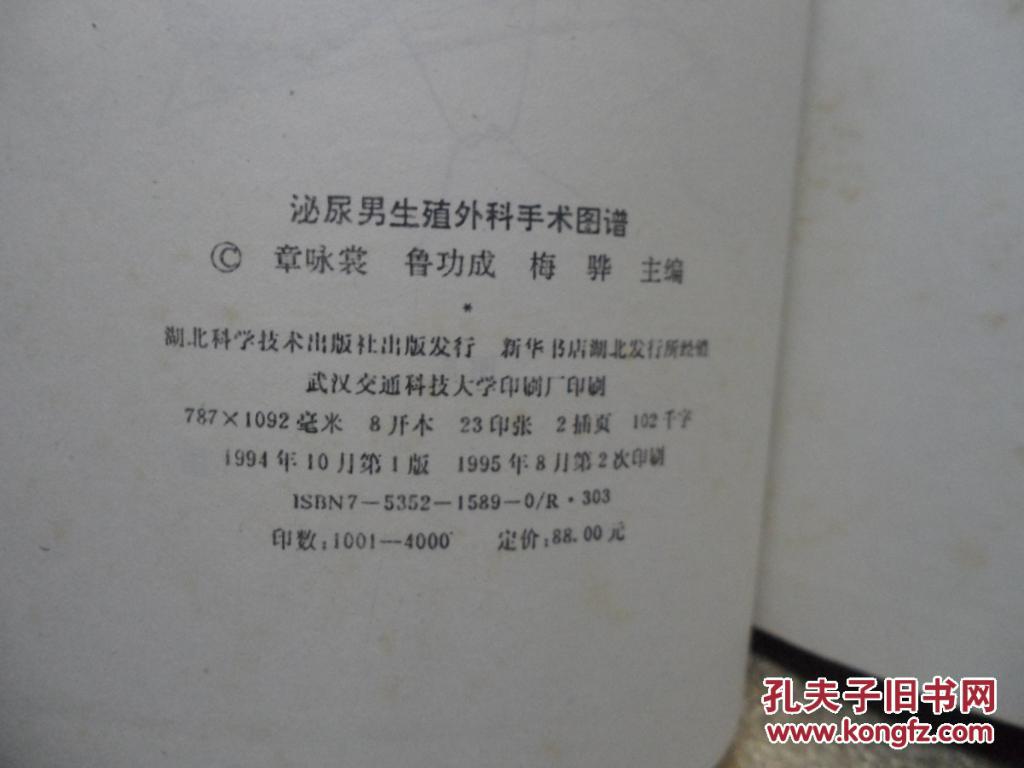 泌尿男生殖外科手术图谱
© 章咏裳 鲁功成 梅 骅 主编
*
湖北科学技术出版社出版发行 新华书店湖北发行所经销
武汉交通科技大学印刷厂印刷
787×1092毫米 8开本 23印张 2插页 102千字
1994年10月第1版 1995年8月第2次印刷
ISBN7—5352—1589—0/R·303
印数:1001—4000 定价:88.00元
孔夫子旧书网
www.kongfz.com